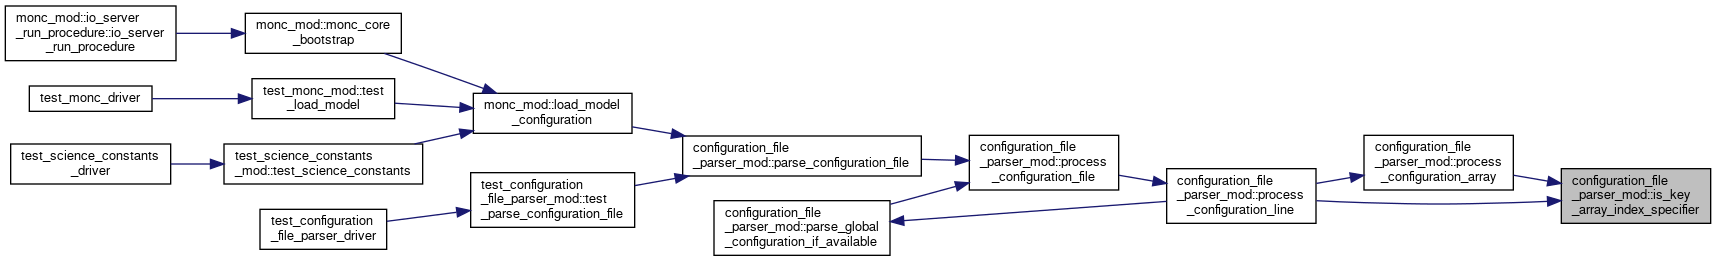 monc_mod::io_server
_run_procedure::io_server
_run_procedure
monc_mod::monc_core
_bootstrap
test_monc_driver
test_monc_mod::test
_load_model
test_science_constants
_driver
test_science_constants
_mod::test_science_constants
monc_mod::load_model
_configuration
test_configuration
_file_parser_driver
test_configuration
_file_parser_mod::test
_parse_configuration_file
configuration_file
_parser_mod::parse_configuration_file
configuration_file
_parser_mod::parse_global
_configuration_if_available
configuration_file
_parser_mod::process
_configuration_file
configuration_file
_parser_mod::process
_configuration_line
configuration_file
_parser_mod::process
_configuration_array
configuration_file
_parser_mod::is_key
_array_index_specifier